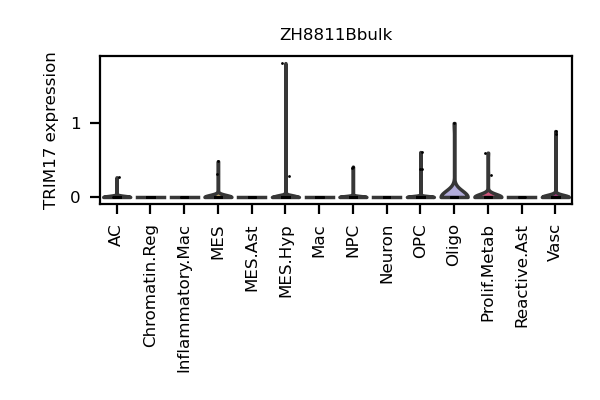 ZH8811Bbulk
TRIM17 expression
1
0
AC
Chromatin.Reg
Inflammatory.Mac
MES
MES.Ast
MES.Hyp
Mac
NPC
Neuron
OPC
Oligo
Prolif.Metab
Reactive.Ast
Vasc